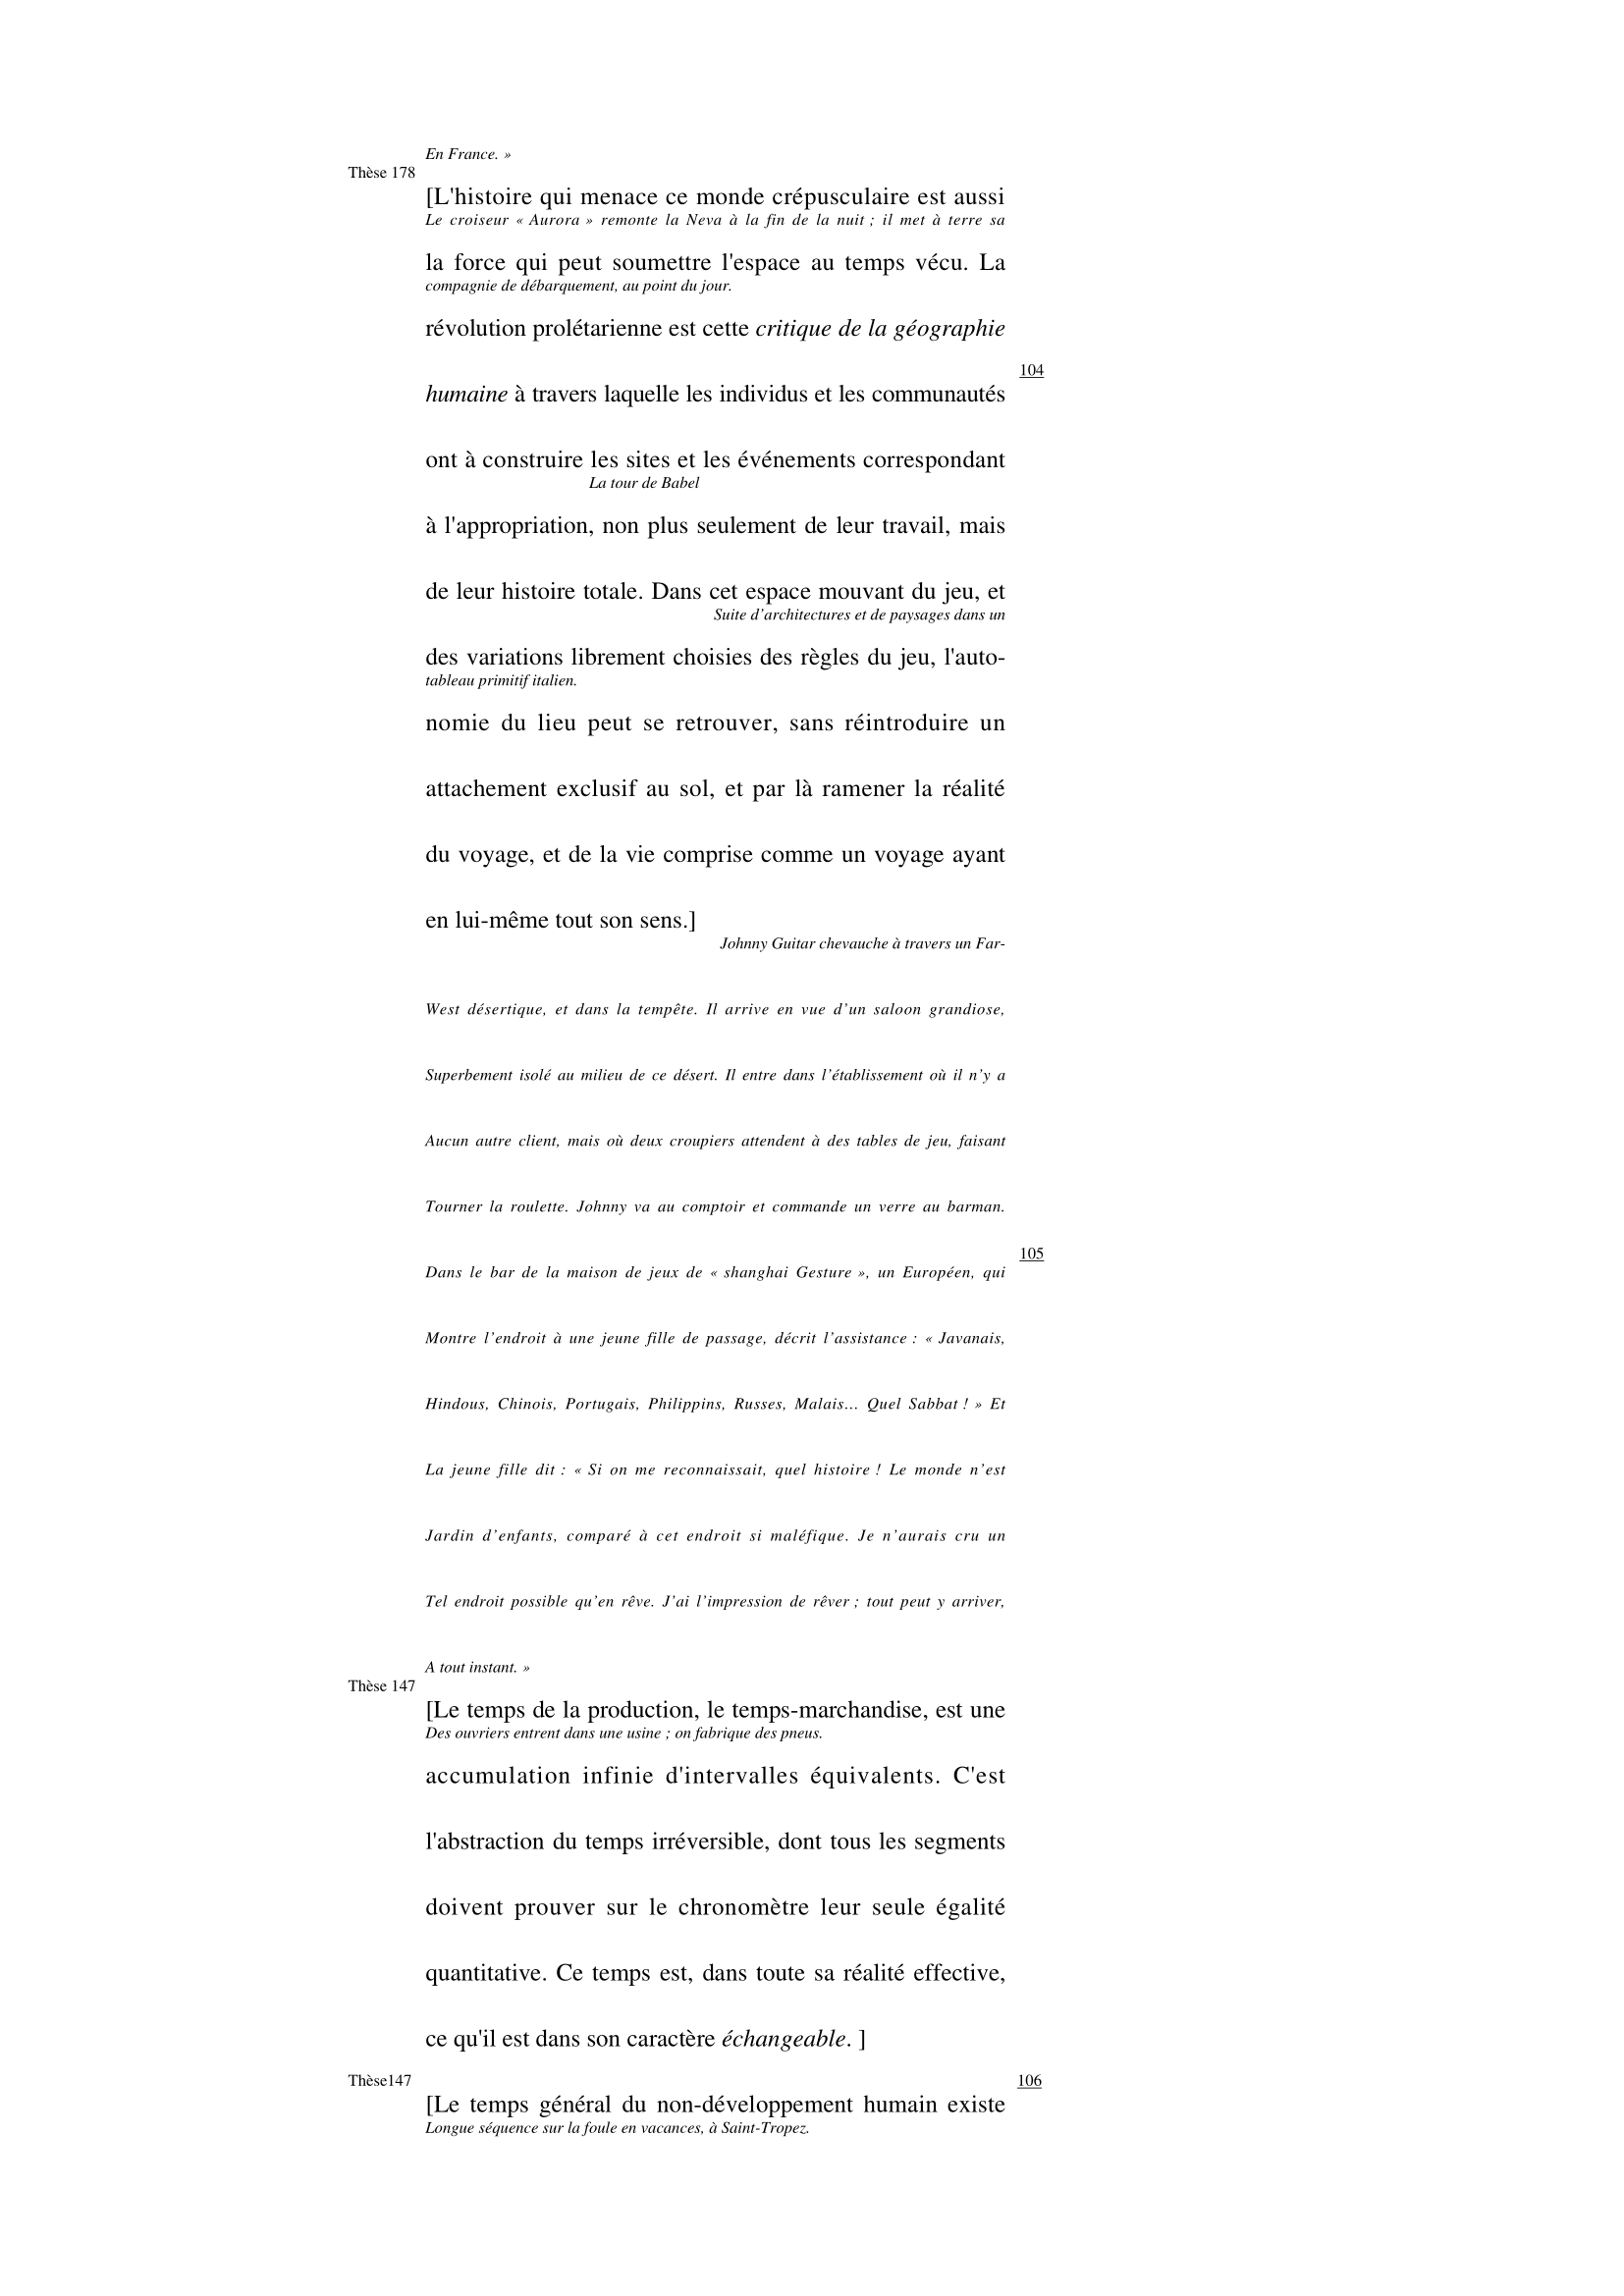 En France. »
Thèse 178
[L'histoire qui menace ce monde crépusculaire est aussi
Le croiseur « Aurora » remonte la Neva à la fin de la nuit ; il met à terre sa
la force qui peut soumettre l'espace au temps vécu. La
compagnie de débarquement, au point du jour.
révolution prolétarienne est cette critique de la géographie
104
humaine à travers laquelle les individus et les communautés
ont à construire les sites et les événements correspondant
La tour de Babel
à l'appropriation, non plus seulement de leur travail, mais
de leur histoire totale. Dans cet espace mouvant du jeu, et
Suite d’architectures et de paysages dans un
des variations librement choisies des règles du jeu, l'auto-
tableau primitif italien.
nomie du lieu peut se retrouver, sans réintroduire un
attachement exclusif au sol, et par là ramener la réalité
du voyage, et de la vie comprise comme un voyage ayant
en lui-même tout son sens.]
Johnny Guitar chevauche à travers un Far-
West désertique, et dans la tempête. Il arrive en vue d’un saloon grandiose,
Superbement isolé au milieu de ce désert. Il entre dans l’établissement où il n’y a
Aucun autre client, mais où deux croupiers attendent à des tables de jeu, faisant
Tourner la roulette. Johnny va au comptoir et commande un verre au barman.
105
Dans le bar de la maison de jeux de « shanghai Gesture », un Européen, qui
Montre l’endroit à une jeune fille de passage, décrit l’assistance : « Javanais,
Hindous, Chinois, Portugais, Philippins, Russes, Malais… Quel Sabbat ! » Et
La jeune fille dit : « Si on me reconnaissait, quel histoire ! Le monde n’est
Jardin d’enfants, comparé à cet endroit si maléfique. Je n’aurais cru un
Tel endroit possible qu’en rêve. J’ai l’impression de rêver ; tout peut y arriver,
A tout instant. »
Thèse 147
[Le temps de la production, le temps-marchandise, est une
Des ouvriers entrent dans une usine ; on fabrique des pneus.
accumulation infinie d'intervalles équivalents. C'est
l'abstraction du temps irréversible, dont tous les segments
doivent prouver sur le chronomètre leur seule égalité
quantitative. Ce temps est, dans toute sa réalité effective,
ce qu'il est dans son caractère échangeable. ]
Thèse147
106
[Le temps général du non-développement humain existe
Longue séquence sur la foule en vacances, à Saint-Tropez.